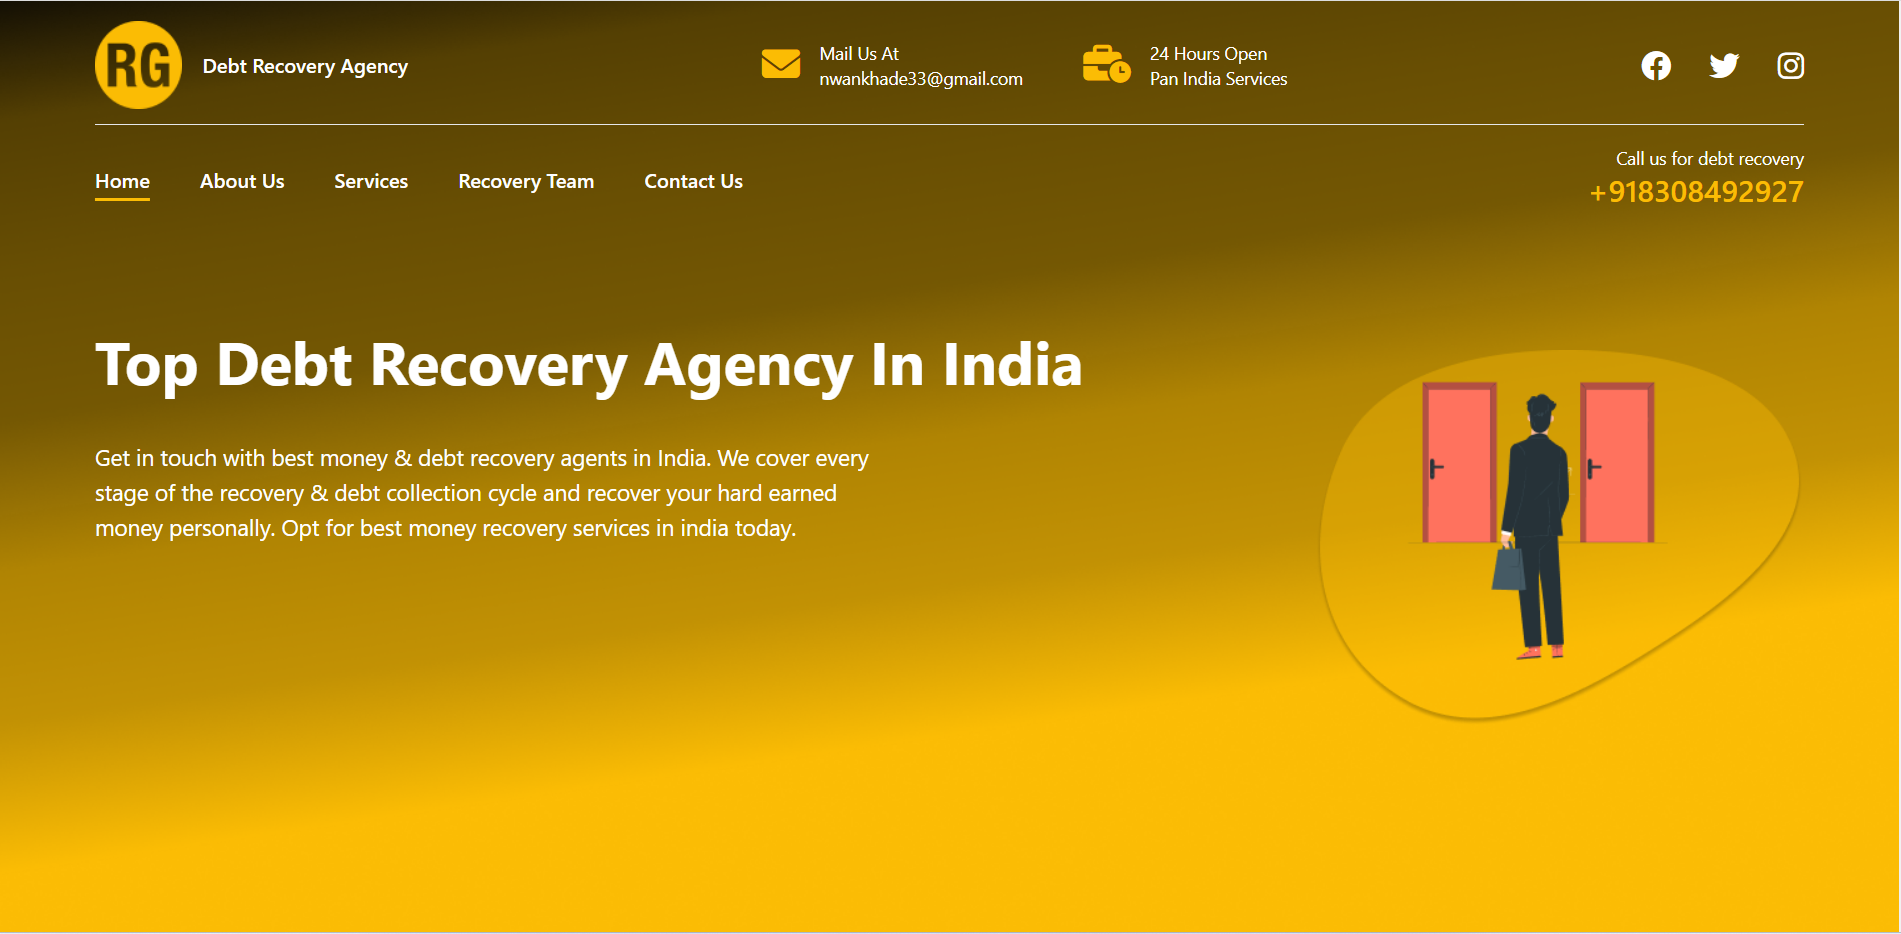 RG
Debt Recovery Agency
Mail Us At
nwankhade33@gmail.com
24 Hours Open
Pan India Services
Home
About Us
Services
Recovery Team
Contact Us
Call us for debt recovery
+918308492927
Top Debt Recovery Agency In India
Get in touch with best money & debt recovery agents in India. We cover every
stage of the recovery & debt collection cycle and recover your hard earned
money personally. Opt for best money recovery services in india today.